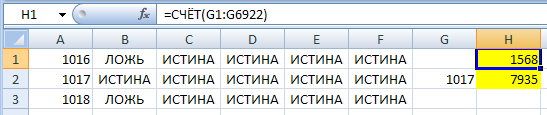 H1 fx =СЧЁТ(G1:G6922)
A B C D E F G H
1 1016 ЛОЖЬ ИСТИНА ИСТИНА ИСТИНА ИСТИНА 1568
2 1017 ИСТИНА ИСТИНА ИСТИНА ИСТИНА ИСТИНА 1017 7935
3 1018 ЛОЖЬ ИСТИНА ИСТИНА ИСТИНА ИСТИНА